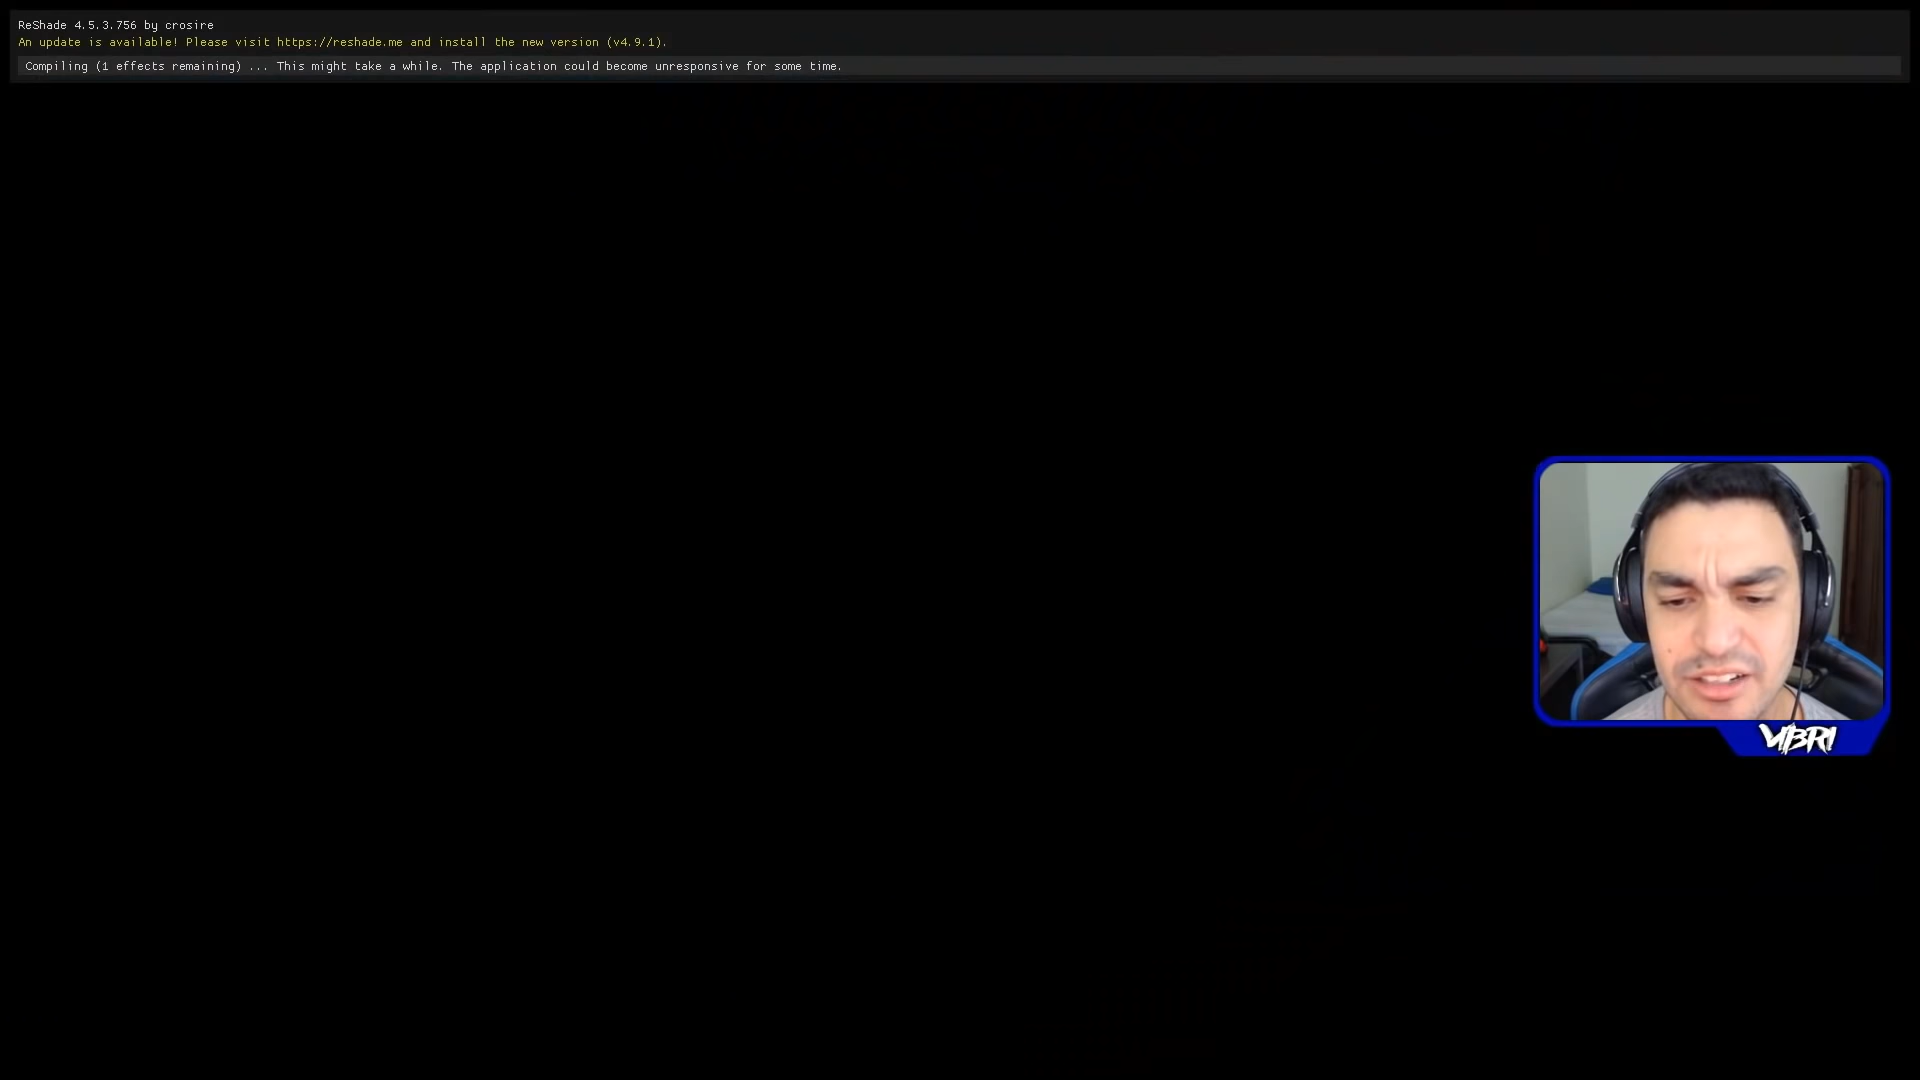 ReShade 4.5.3.756 by crosire
An update is available! Please visit https://reshade.me and install the new version (v4.9.1).
Compiling (1 effects remaining) ... This might take a while. The application could become unresponsive for some time.
VBR!